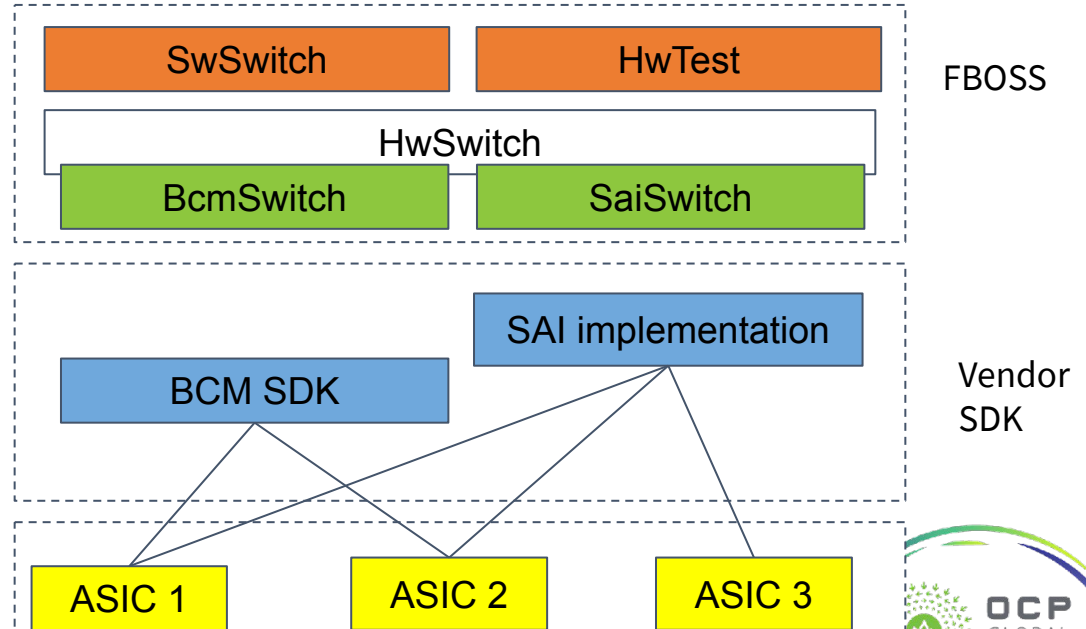 SwSwitch
HwTest
FBOSS
HwSwitch
BcmSwitch
SaiSwitch
SAI implementation
BCM SDK
Vendor
SDK
ASIC 1
ASIC 2
ASIC 3
OCP